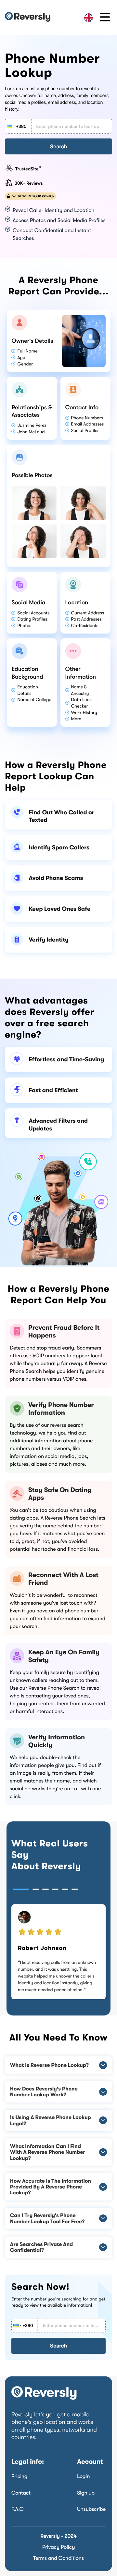 Reversly
Phone Number
Lookup
Look up almost any phone number to reveal its
owner. Uncover full name, address, family members,
social media profiles, email address, and location
history.
+380 Enter phone number to look up
Search
TrustedSite
30K+ Reviews
WE RESPECT YOUR PRIVACY
Reveal Caller Identity and Location
Access Photos and Social Media Profiles
Conduct Confidential and Instant
Searches
A Reversly Phone
Report Can Provide...
Owner's Details
Full Name
Age
Gender
Relationships &
Associates
Jasmine Perez
John McLoud
Contact Info
Phone Numbers
Email Addresses
Social Profiles
Possible Photos
Social Media
Social Accounts
Dating Profiles
Photos
Location
Current Address
Past Addresses
Co-Residents
Education
Background
Education
Details
Name of College
Other
Information
Name &
Ancestry
Data Leak
Checker
Work History
More
How a Reversly Phone
Report Lookup Can
Help
Find Out Who Called or
Texted
Identify Spam Callers
Avoid Phone Scams
Keep Loved Ones Safe
Verify Identity
What advantages
does Reversly offer
over a free search
engine?
Effortless and Time-Saving
Fast and Efficient
Advanced Filters and
Updates
How a Reversly Phone
Report Can Help You
Prevent Fraud Before It
Happens
Detect and stop fraud early. Scammers
often use VOIP numbers to appear local
while they're actually far away. A Reverse
Phone Search helps you identify genuine
phone numbers versus VOIP ones.
Verify Phone Number
Information
By the use of our reverse search
technology, we help you find out
additional information about phone
numbers and their owners, like
information on social media, jobs,
pictures, aliases and much more.
Stay Safe On Dating
Apps
You can't be too cautious when using
dating apps. A Reverse Phone Search lets
you know who you're talking to before
meeting them. If it matches what you've been
told, great; if not, you've avoided
potential heartache and financial loss.
Reconnect With A Lost
Friend
Wouldn't it be wonderful to reconnect
with someone you've lost touch with?
Even if you have an old phone number,
you can often find information to expand
your search.
Keep An Eye On Family
Safety
Keep your family secure by identifying
unknown callers reaching out to them.
Use our Reverse Phone Search to reveal
who is contacting your loved ones,
helping you to protect them from unwanted
or harmful interactions.
Verify Information
Quickly
We help you double-check the
information people give you. Find out if
an email is really from them, if their
email matches their name, and which
social networks they're on—all with one
click.
What Real Users
Say
About Reversly
Robert Johnson
"I kept receiving calls from an unknown
number, and it was unsettling. This
website not only revealed the caller's
name but also their location, giving
me much-needed peace of mind."
All You Need To Know
What Is Reverse Phone Lookup?
How Does Reversly's Phone
Number Lookup Work?
Is Using A Reverse Phone Lookup
Legal?
What Information Can I Find
With A Reverse Phone Number
Lookup?
How Accurate Is The Information
Provided By A Reverse Phone
Lookup?
Can I Try Reversly's Phone
Number Lookup Tool For Free?
Are Searches Private And
Confidential?
Search Now!
Enter the number you're searching for and get
ready to view the available information!
+380 Enter phone number to lo...
Search
Reversly
Reversly let's you get a mobile
phone's geo location and works
on all phone types, networks and
countries.
Legal Info: Account
Pricing Login
Contact Sign up
F.A.Q Unsubscribe
Reversly - 2024
Privacy Policy
Terms and Conditions